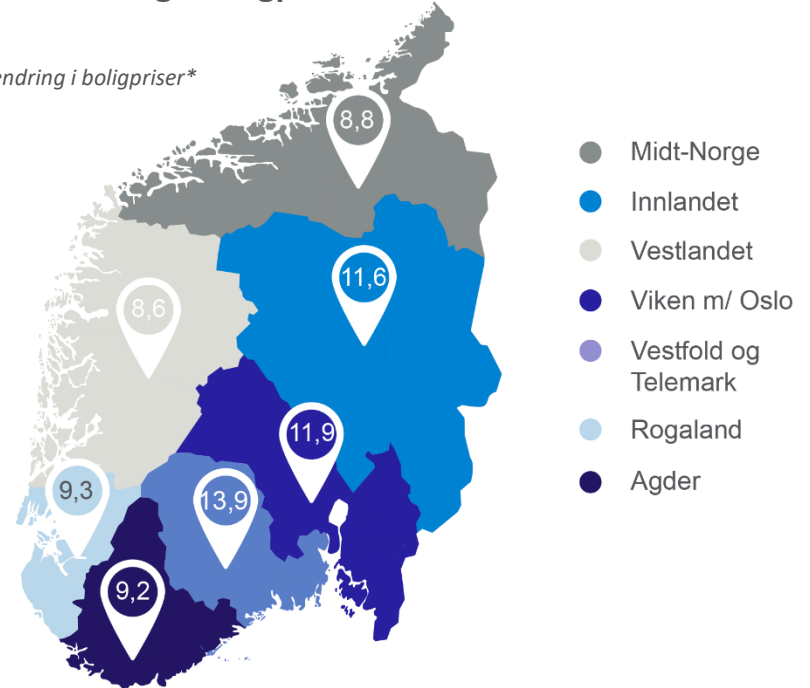 endring i boligpriser*
8,8
11,6
8,6
11,9
9,3
13,9
9,2
Midt-Norge
Innlandet
Vestlandet
Viken m/ Oslo
Vestfold og
Telemark
Rogaland
Agder